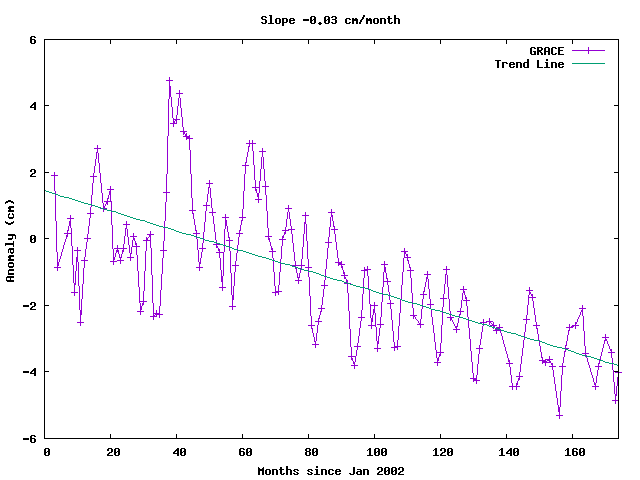 Slope -0.03 cm/month
GRACE
Trend Line
Anomaly (cm)
6
4
2
0
-2
-4
-6
0 20 40 60 80 100 120 140 160
Months since Jan 2002